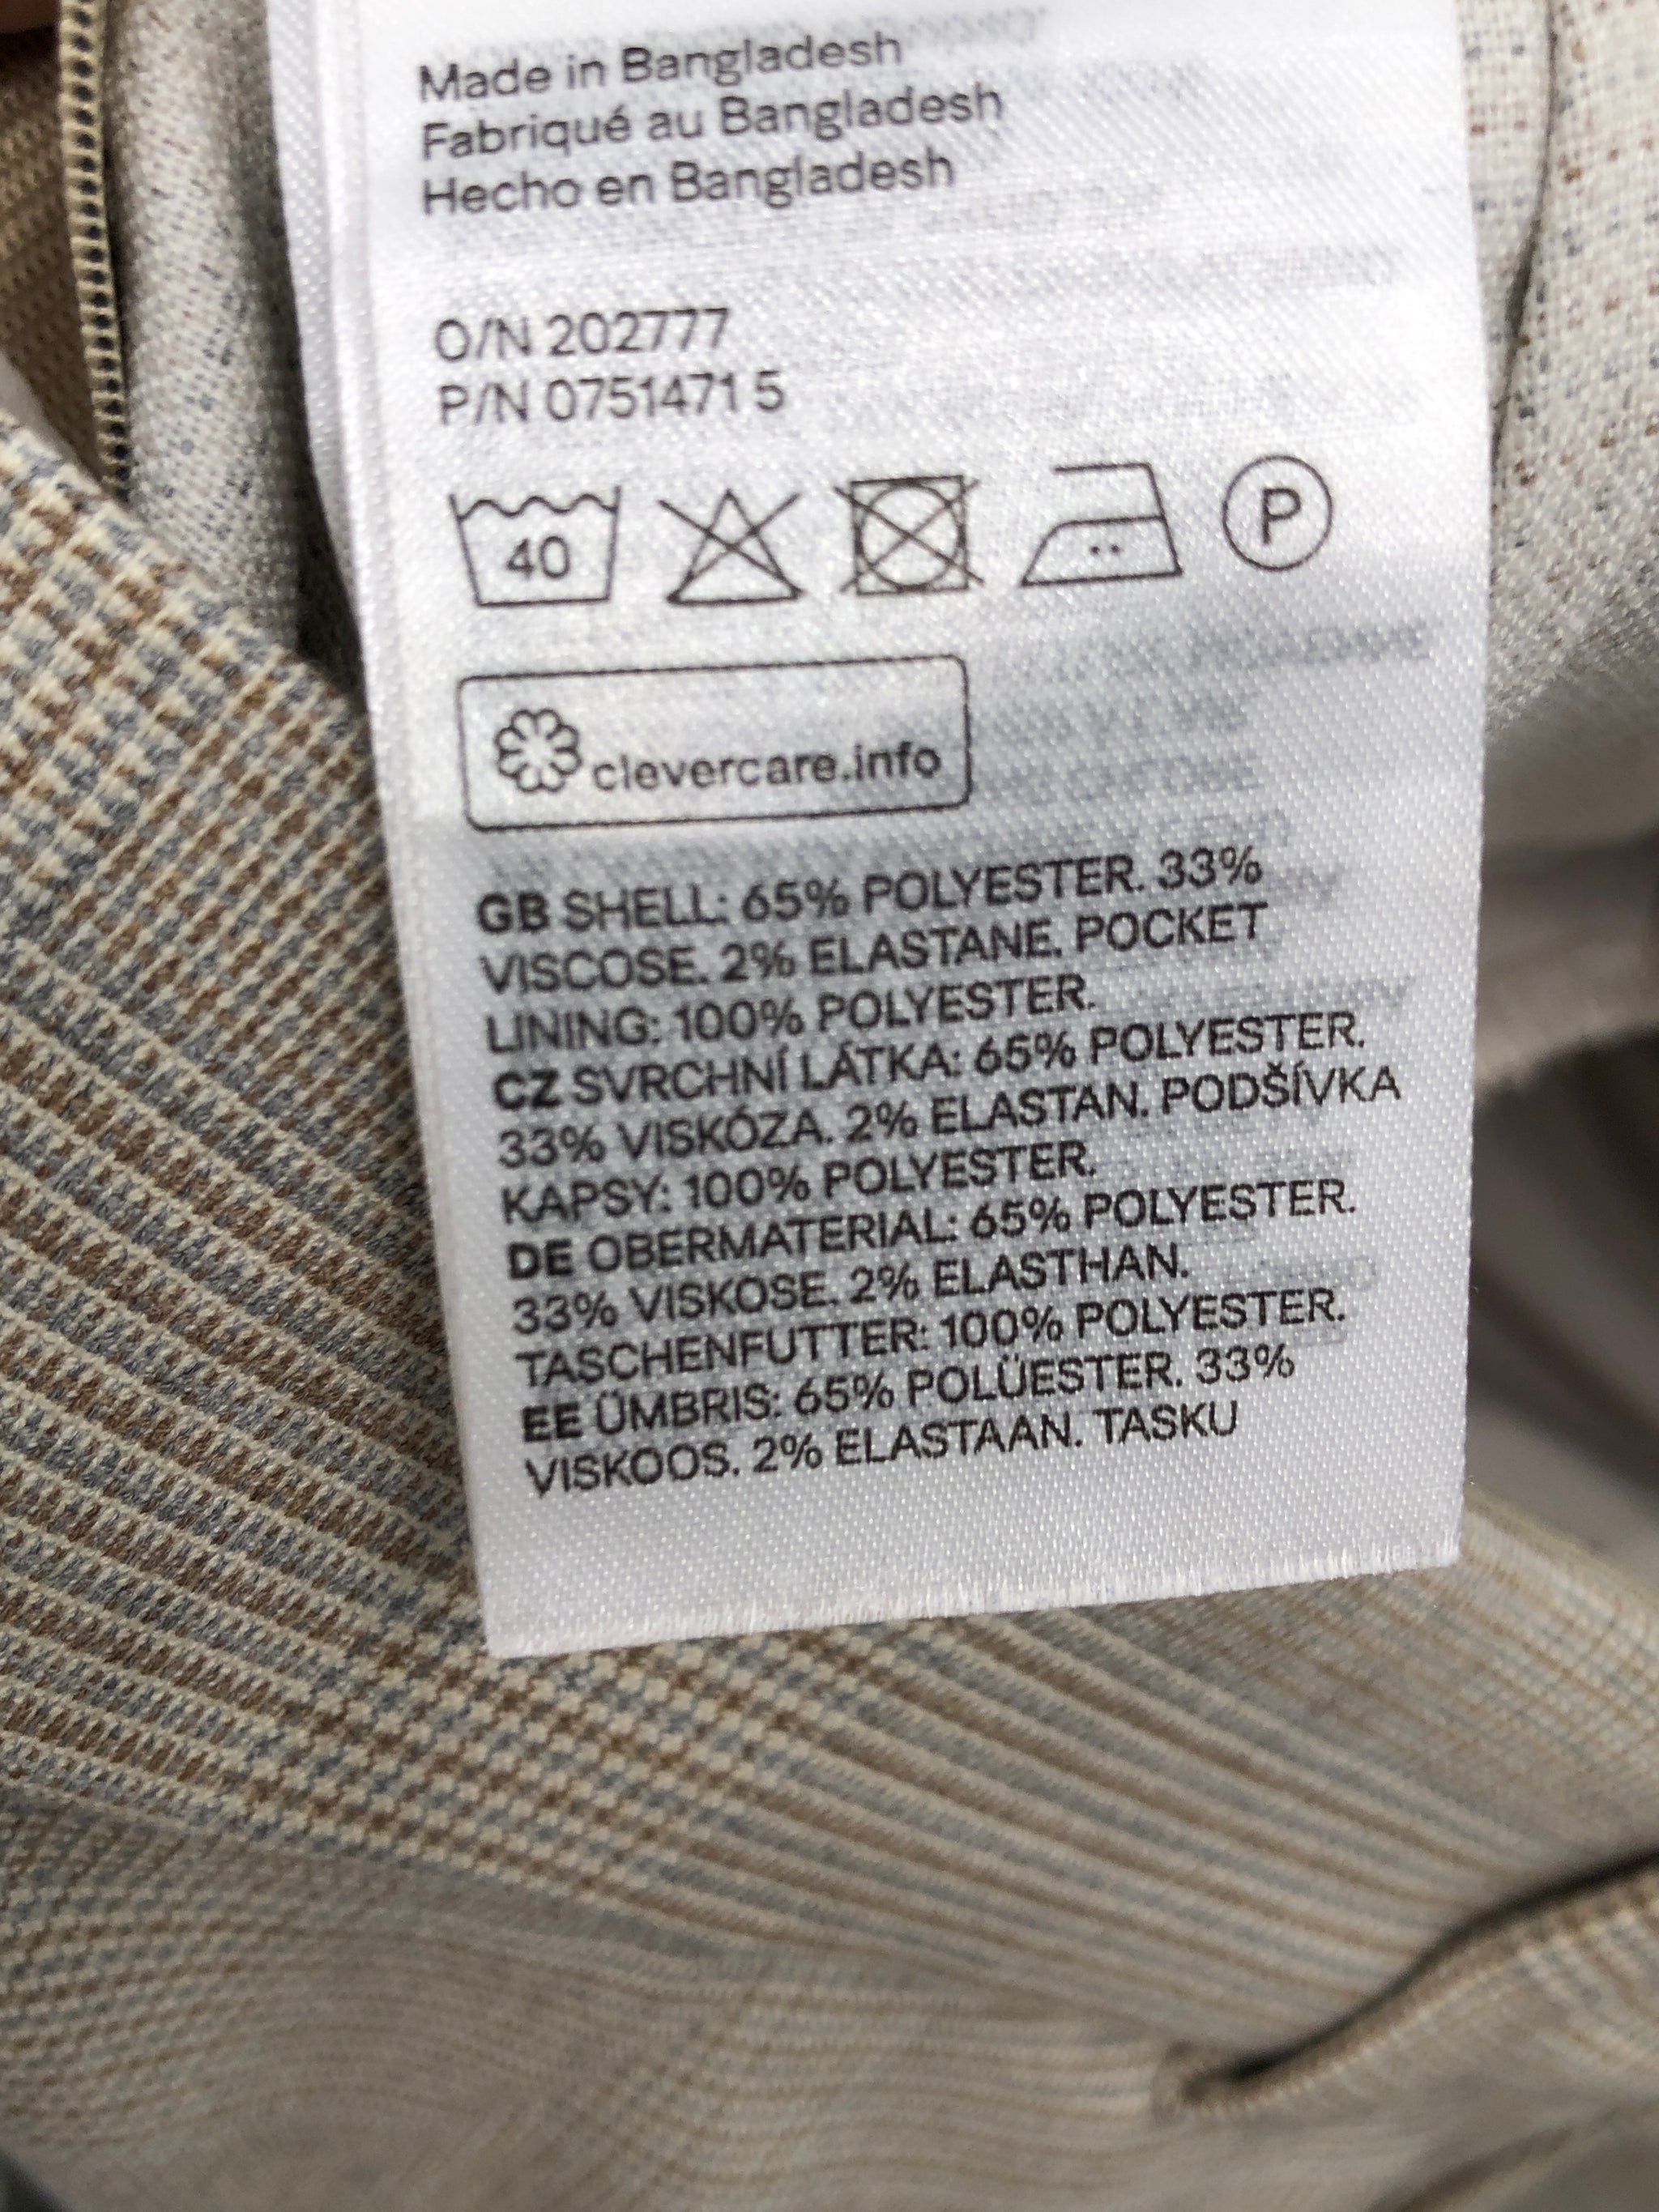 Made in Bangladesh
Fabriqué au Bangladesh
Hecho en Bangladesh
O/N 202777
P/N 0751471 5
40
P
clevercare.info
GB SHELL: 65% POLYESTER. 33%
VISCOSE. 2% ELASTANE. POCKET
LINING: 100% POLYESTER.
CZ SVRCHNÍ LÁTKA: 65% POLYESTER.
33% VISKÓZA. 2% ELASTAN. PODŠÍVKA
KAPSY: 100% POLYESTER.
DE OBERMATERIAL: 65% POLYESTER.
33% VISKOSE. 2% ELASTHAN.
TASCHENFUTTER: 100% POLYESTER.
EE ÜMBRIS: 65% POLÜESTER. 33%
VISKOOS. 2% ELASTAAN. TASKU